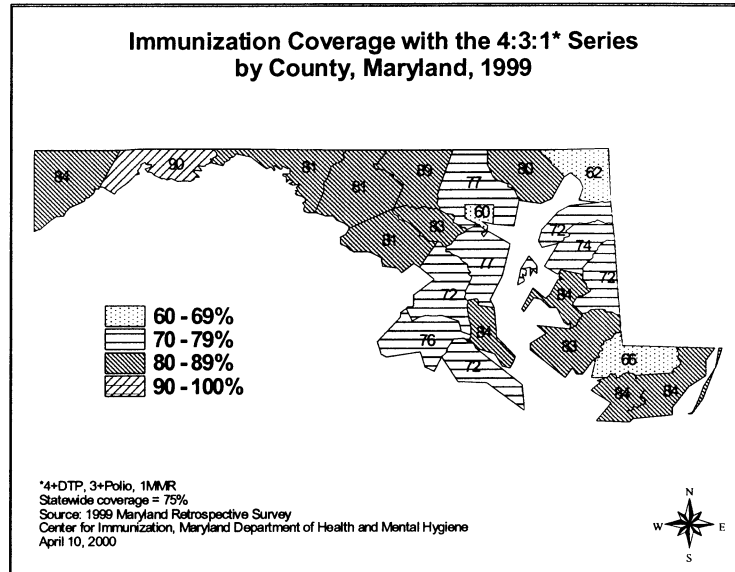 Immunization Coverage with the 4:3:1* Series
by County, Maryland, 1999
84
90
81
81
89
77
80
62
60
83
81
72
74
77
72
72
84
84
76
72
83
66
84
84
60 - 69%
70 - 79%
80 - 89%
90 - 100%
*4+DTP, 3+Polio, 1MMR
Statewide coverage = 75%
Source: 1999 Maryland Retrospective Survey
Center for Immunization, Maryland Department of Health and Mental Hygiene
April 10, 2000
N
W E
S